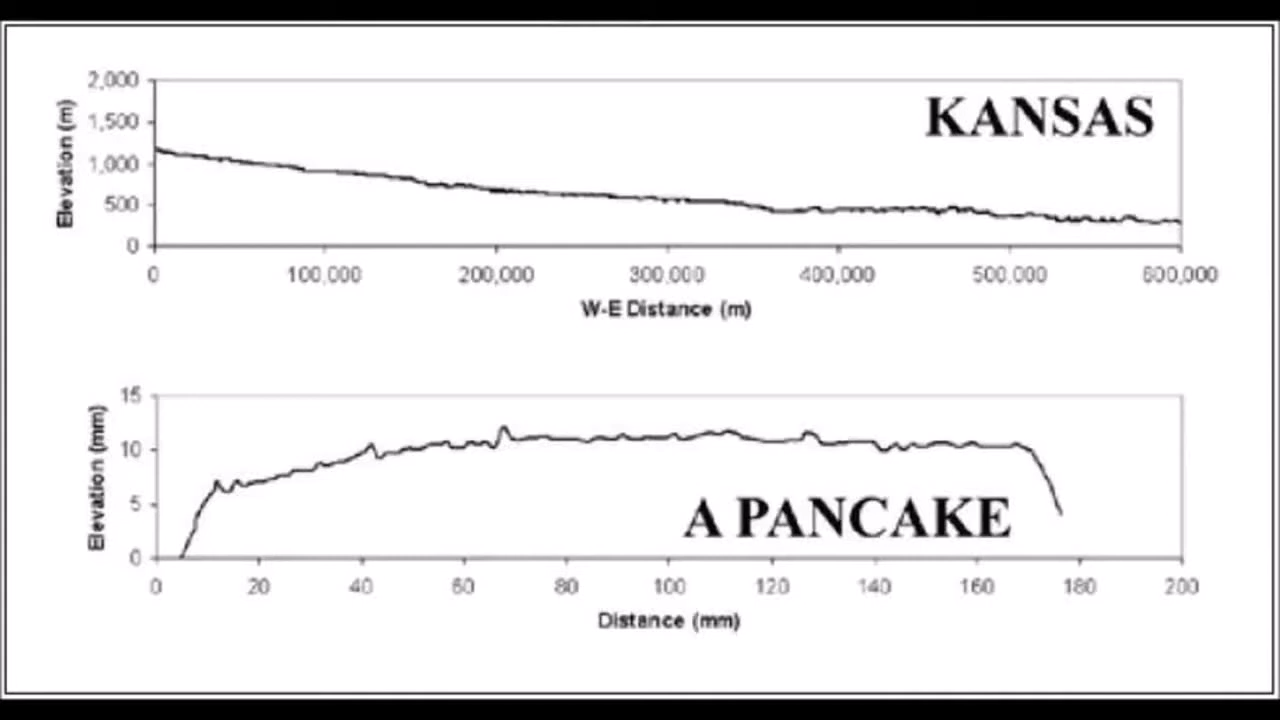 KANSAS
Elevation (m)
2,000
1,500
1,000
500
0
0 100,000 200,000 300,000 400,000 500,000 600,000
W-E Distance (m)
A PANCAKE
Elevation (mm)
15
10
5
0
0 20 40 60 80 100 120 140 160 180 200
Distance (mm)